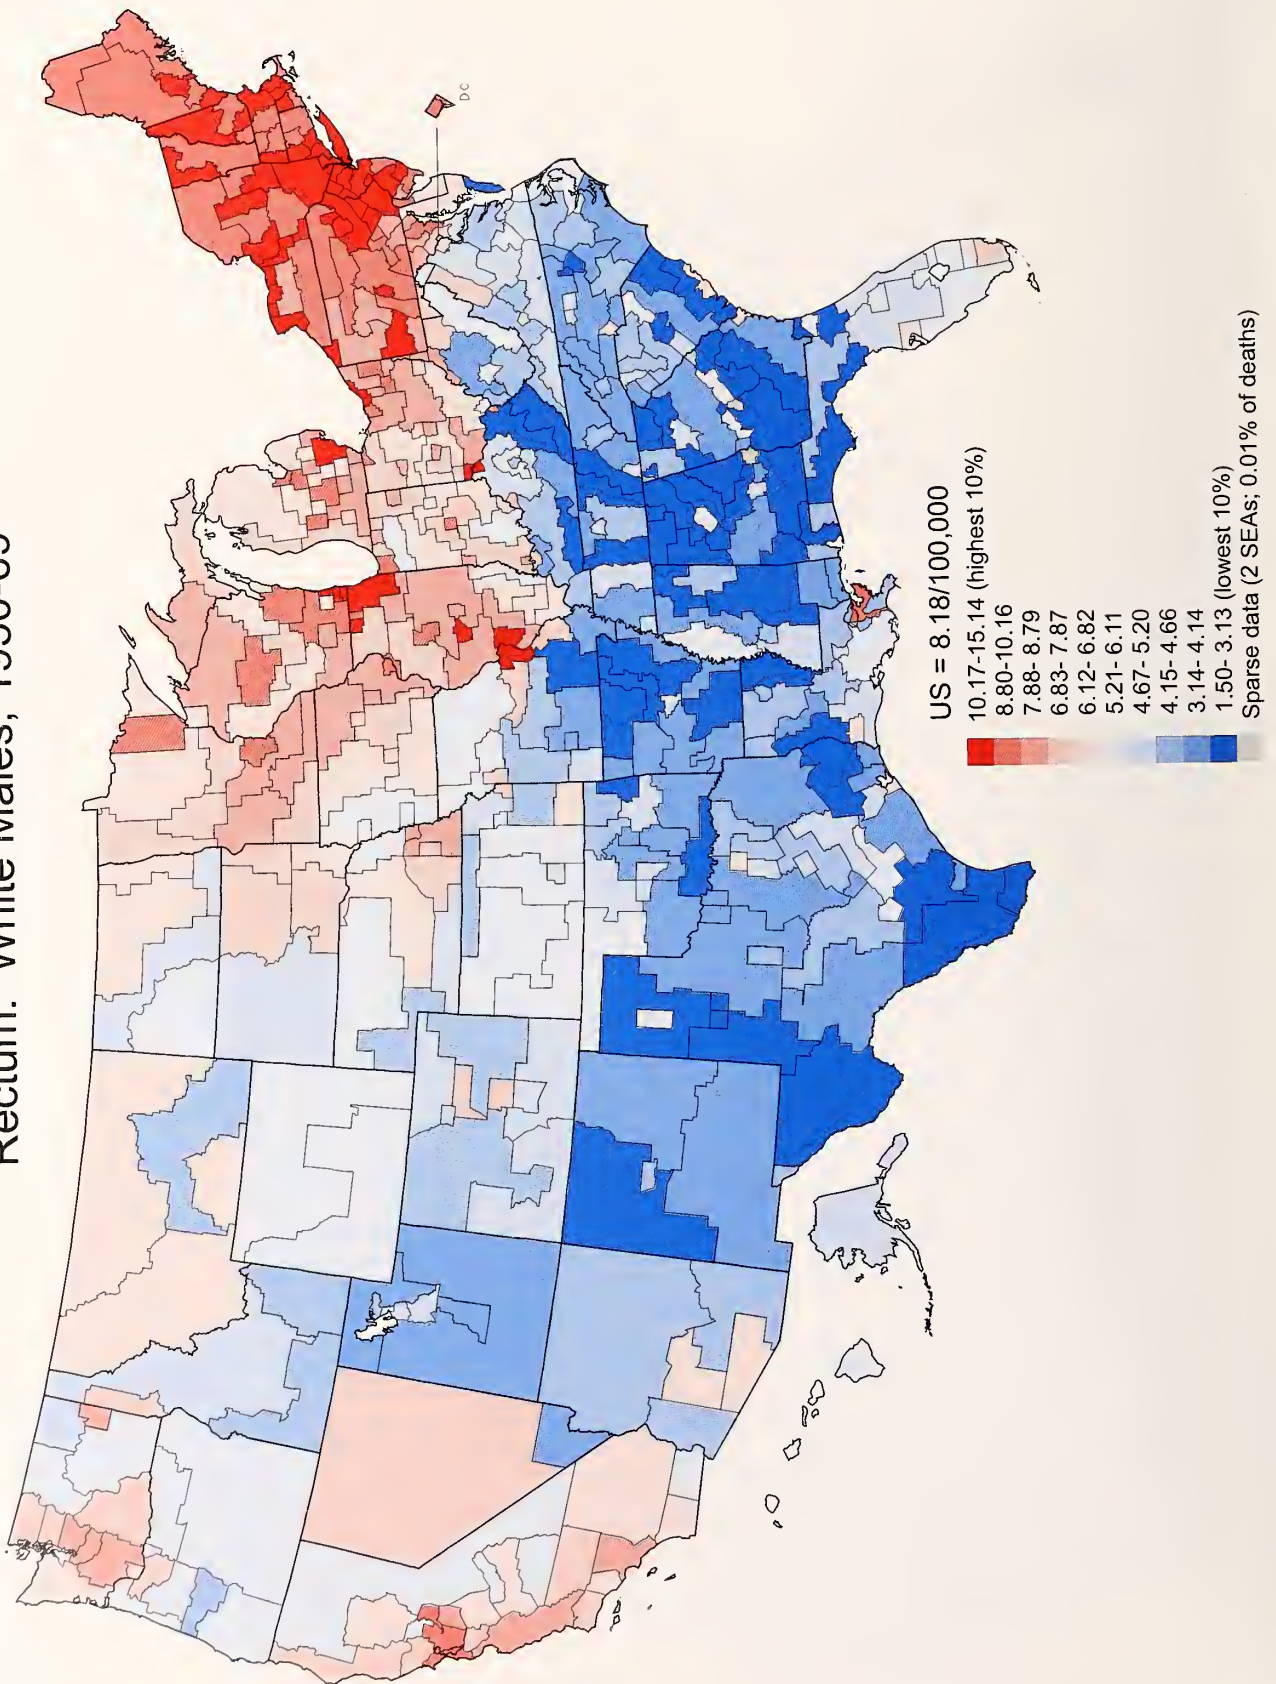 Rectum: White Males, 1950-69
DC
US = 8.18/100,000
10.17-15.14 (highest 10%)
8.80-10.16
7.88- 8.79
6.83- 7.87
6.12- 6.82
5.21- 6.11
4.67- 5.20
4.15- 4.66
3.14- 4.14
1.50- 3.13 (lowest 10%)
Sparse data (2 SEAs; 0.01% of deaths)